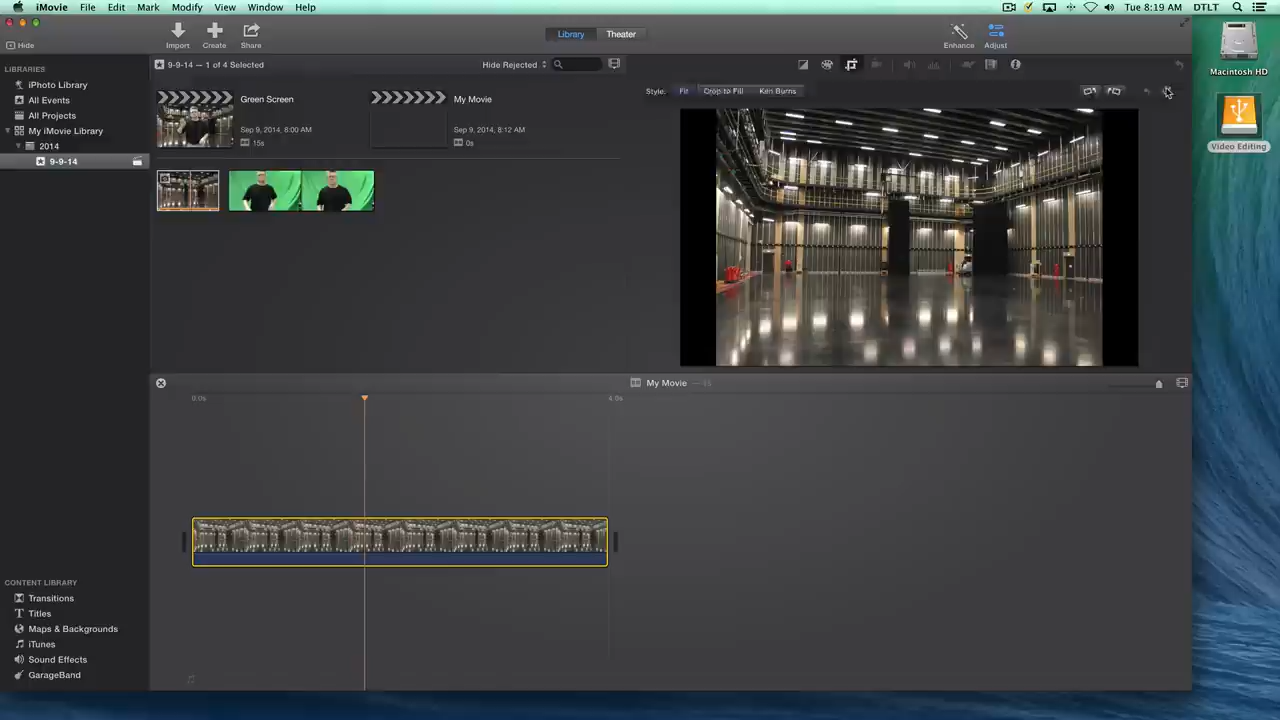 iMovie File Edit Mark Modify View Window Help Tue 8:19 AM DTLT
Hide Import Create Share Library Theater Enhance Adjust
LIBRARIES
iPhoto Library
All Events
All Projects
My iMovie Library
2014
9-9-14
9-9-14 — 1 of 4 Selected Hide Rejected
Green Screen
Sep 9, 2014, 8:00 AM
15s
My Movie
Sep 9, 2014, 8:12 AM
0s
Style: Fit Crop to Fill Ken Burns
Macintosh HD
Video Editing
My Movie — 4s
0.0s 4.0s
CONTENT LIBRARY
Transitions
Titles
Maps & Backgrounds
iTunes
Sound Effects
GarageBand